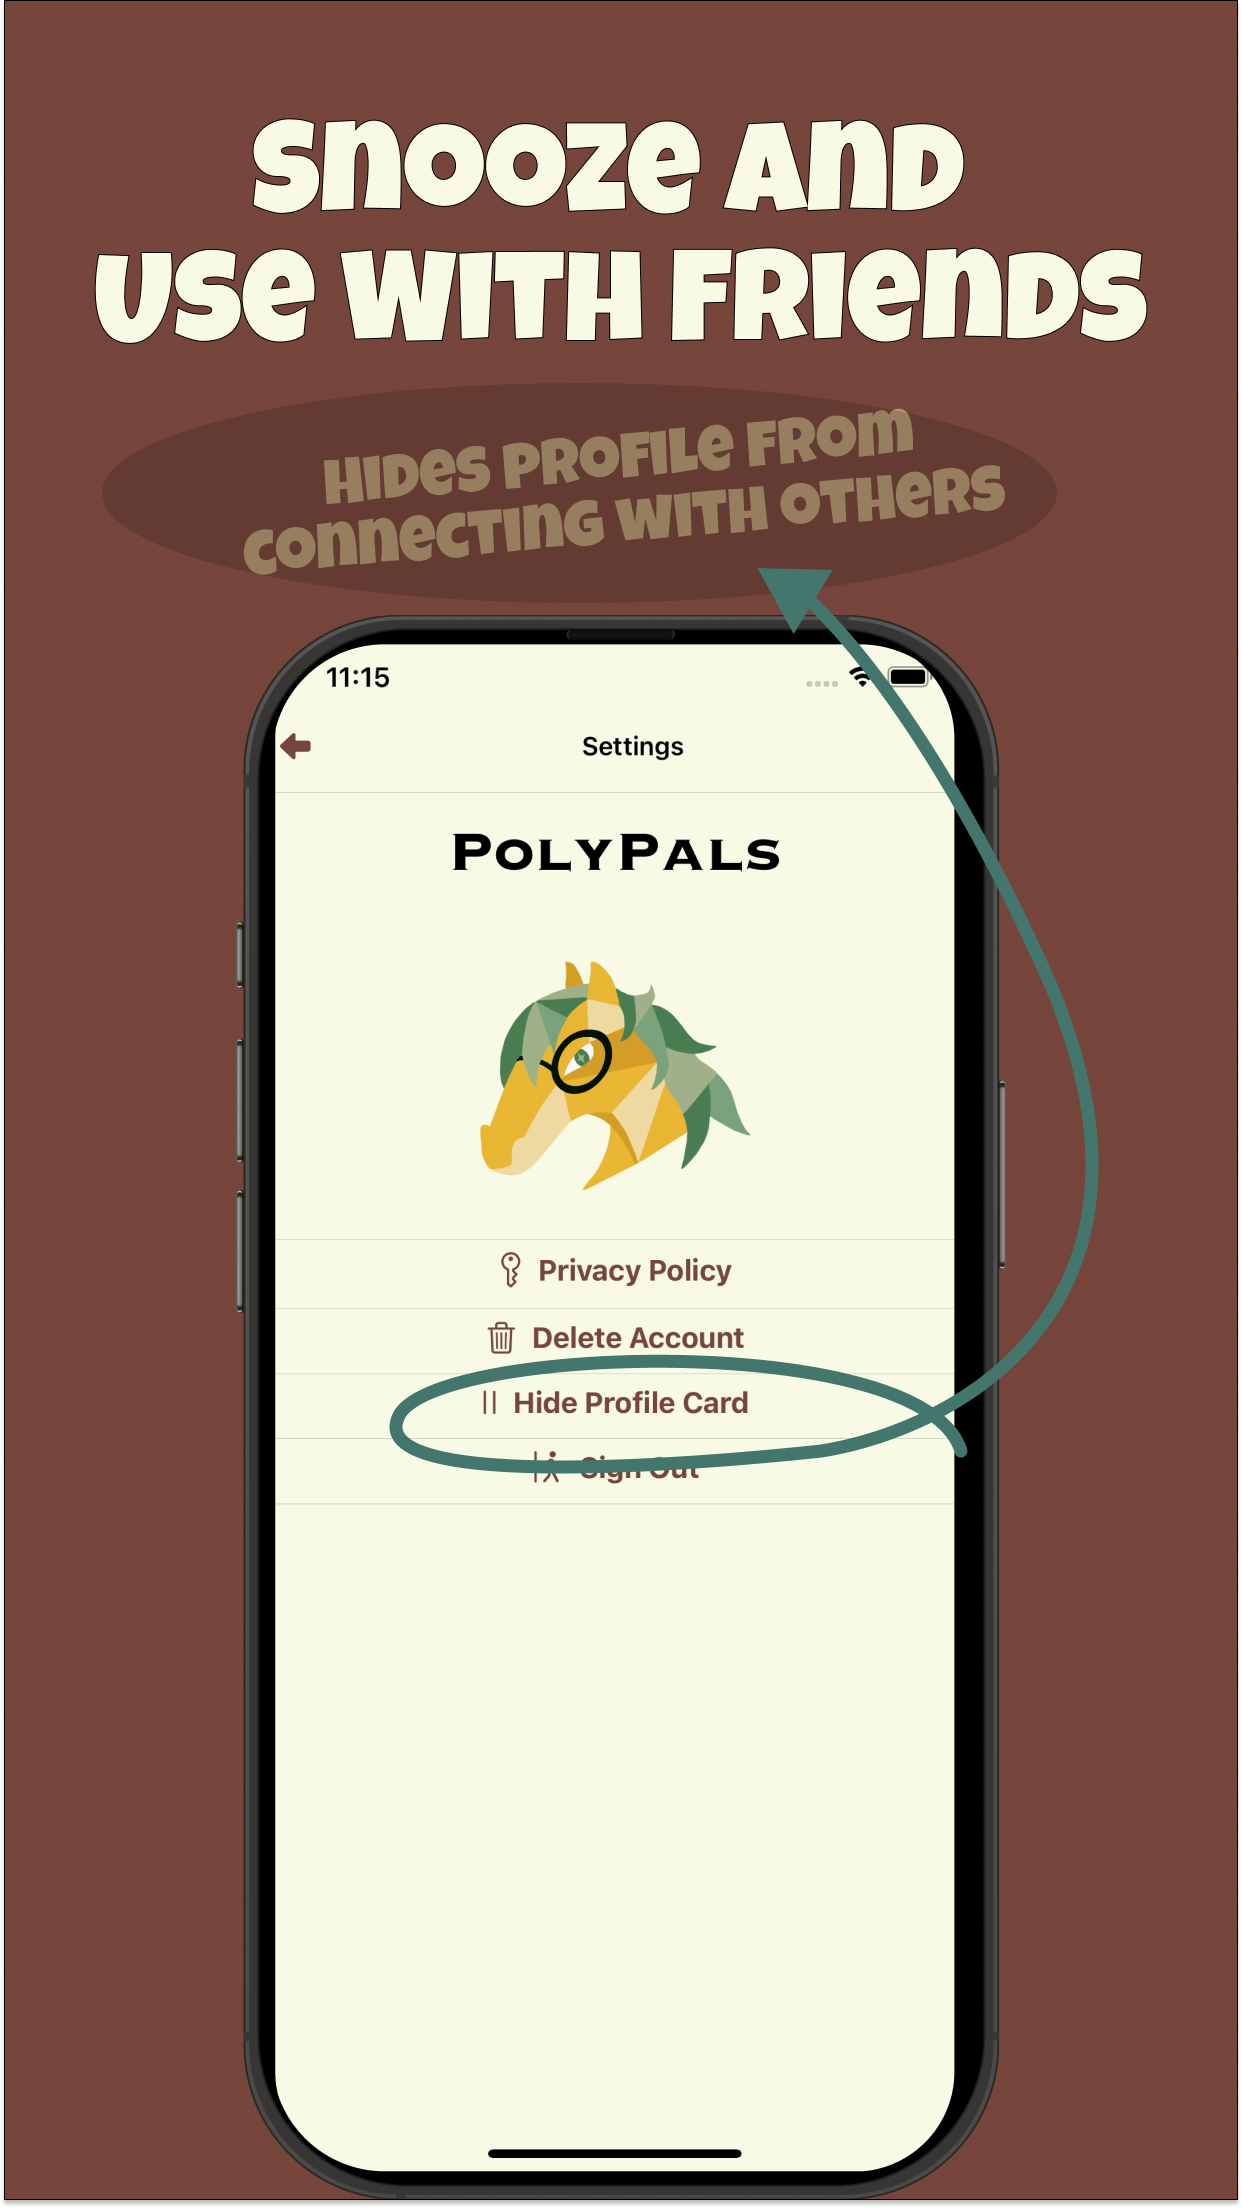 Snooze and
use with Friends
Hides profile from
connecting with others
11:15
Settings
PolyPals
Privacy Policy
Delete Account
Hide Profile Card
Sign Out